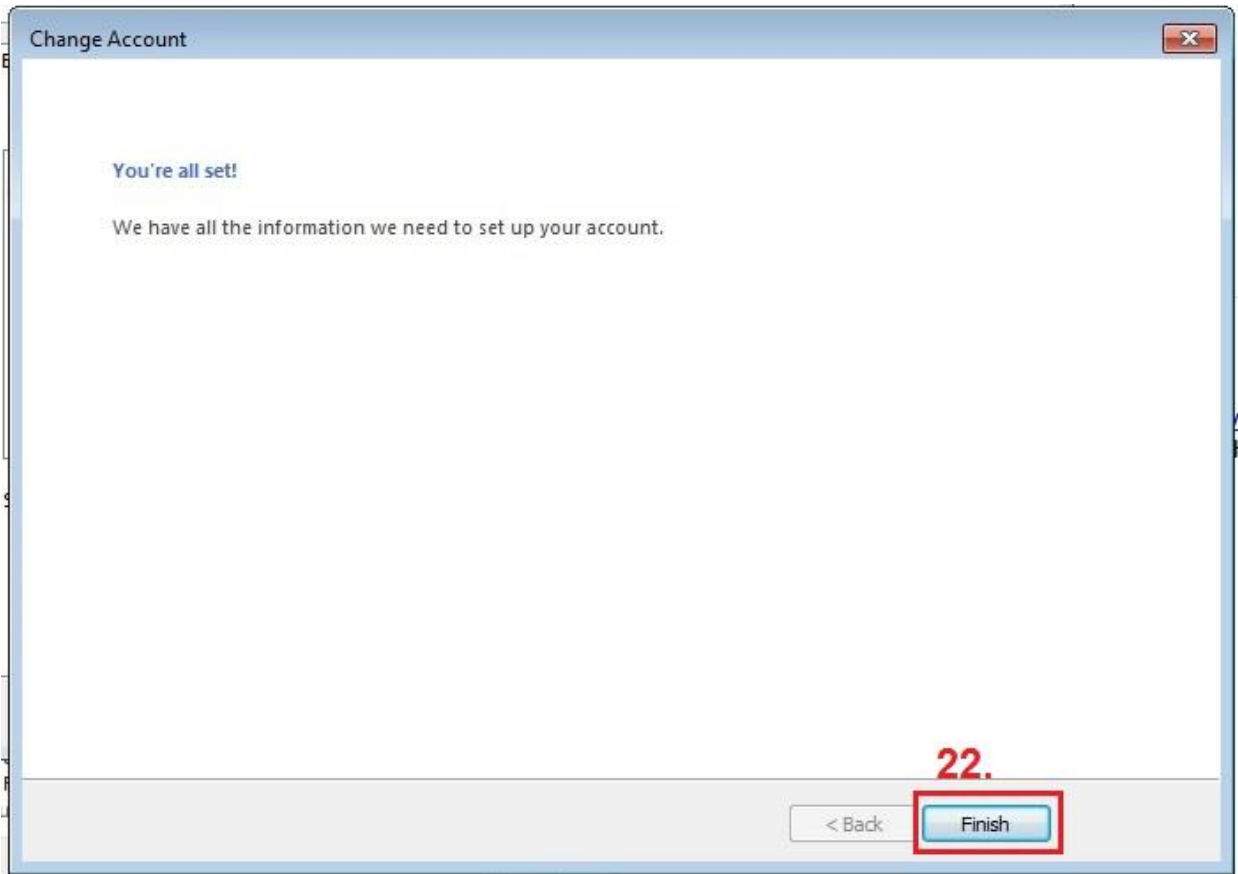 Change Account
You're all set!
We have all the information we need to set up your account.
22.
< Back
Finish